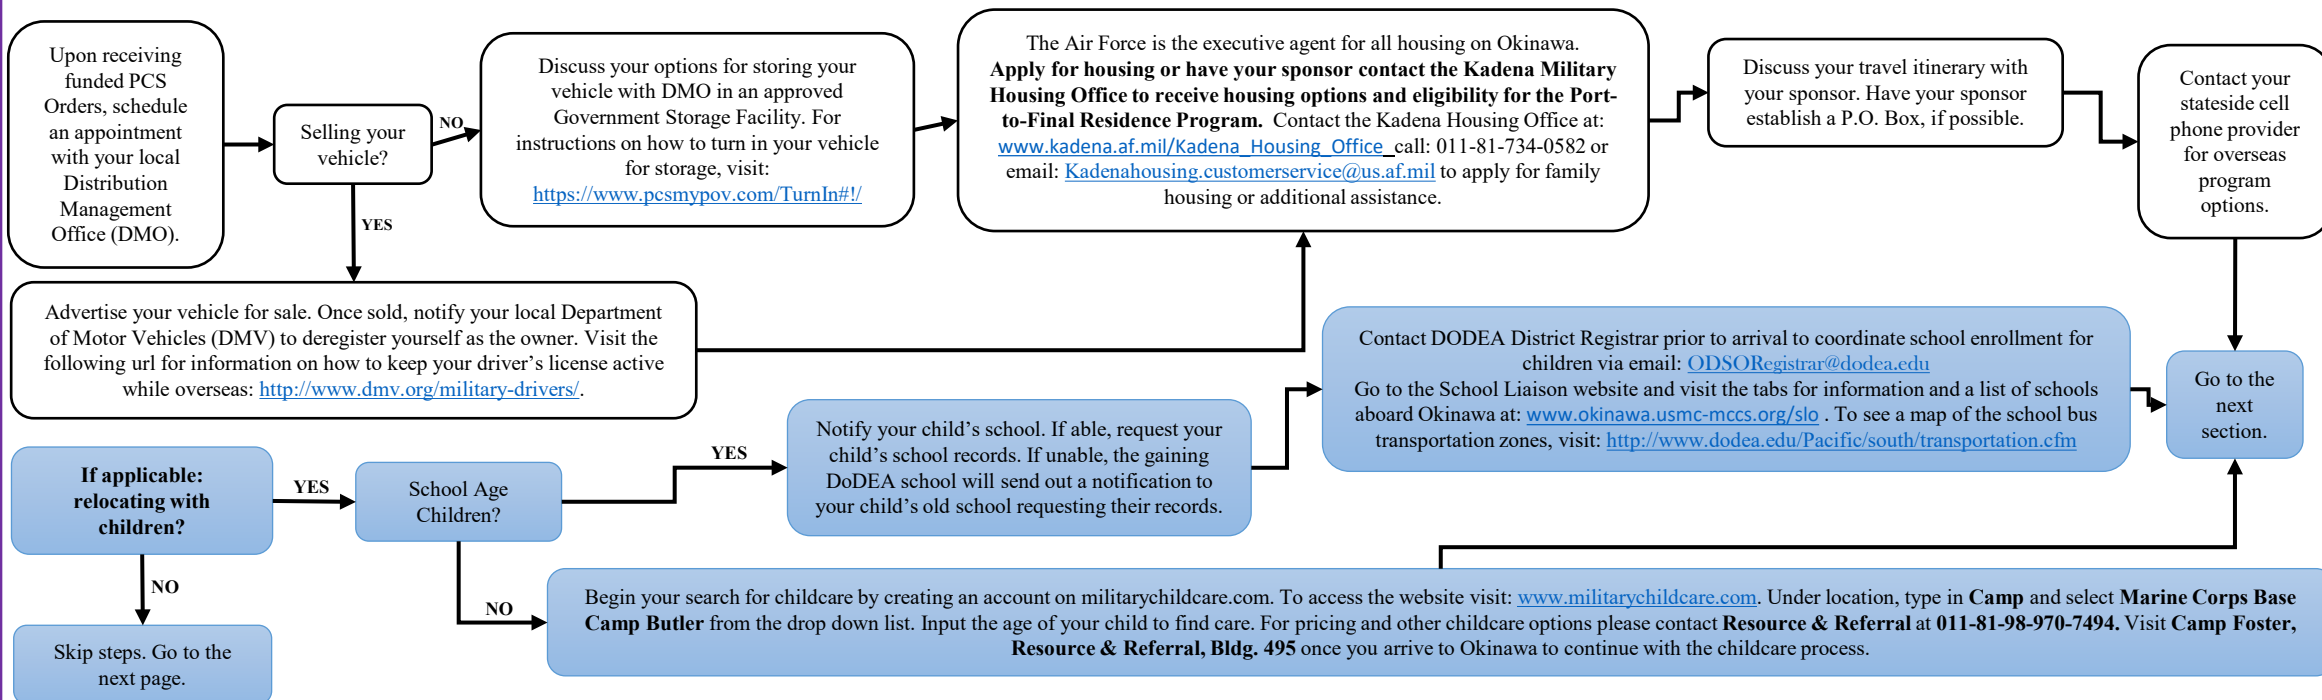 Upon receiving
funded PCS
Orders, schedule
an appointment
with your local
Distribution
Management
Office (DMO).
Selling your
vehicle?
NO
YES
Discuss your options for storing your
vehicle with DMO in an approved
Government Storage Facility. For
instructions on how to turn in your vehicle
for storage, visit:
https://www.pcsmypov.com/TurnIn#!/
The Air Force is the executive agent for all housing on Okinawa.
Apply for housing or have your sponsor contact the Kadena Military
Housing Office to receive housing options and eligibility for the Port-
to-Final Residence Program. Contact the Kadena Housing Office at:
www.kadena.af.mil/Kadena_Housing_Office call: 011-81-734-0582 or
email: Kadenahousing.customerservice@us.af.mil to apply for family
housing or additional assistance.
Discuss your travel itinerary with
your sponsor. Have your sponsor
establish a P.O. Box, if possible.
Contact your
stateside cell
phone provider
for overseas
program
options.
Advertise your vehicle for sale. Once sold, notify your local Department
of Motor Vehicles (DMV) to deregister yourself as the owner. Visit the
following url for information on how to keep your driver's license active
while overseas: http://www.dmv.org/military-drivers/.
If applicable:
relocating with
children?
YES
NO
Skip steps. Go to the
next page.
School Age
Children?
YES
NO
Notify your child's school. If able, request your
child's school records. If unable, the gaining
DoDEA school will send out a notification to
your child's old school requesting their records.
Contact DODEA District Registrar prior to arrival to coordinate school enrollment for
children via email: ODSORegistrar@dodea.edu
Go to the School Liaison website and visit the tabs for information and a list of schools
aboard Okinawa at: www.okinawa.usmc-mccs.org/slo . To see a map of the school bus
transportation zones, visit: http://www.dodea.edu/Pacific/south/transportation.cfm
Go to the
next
section.
Begin your search for childcare by creating an account on militarychildcare.com. To access the website visit: www.militarychildcare.com. Under location, type in Camp and select Marine Corps Base
Camp Butler from the drop down list. Input the age of your child to find care. For pricing and other childcare options please contact Resource & Referral at 011-81-98-970-7494. Visit Camp Foster,
Resource & Referral, Bldg. 495 once you arrive to Okinawa to continue with the childcare process.